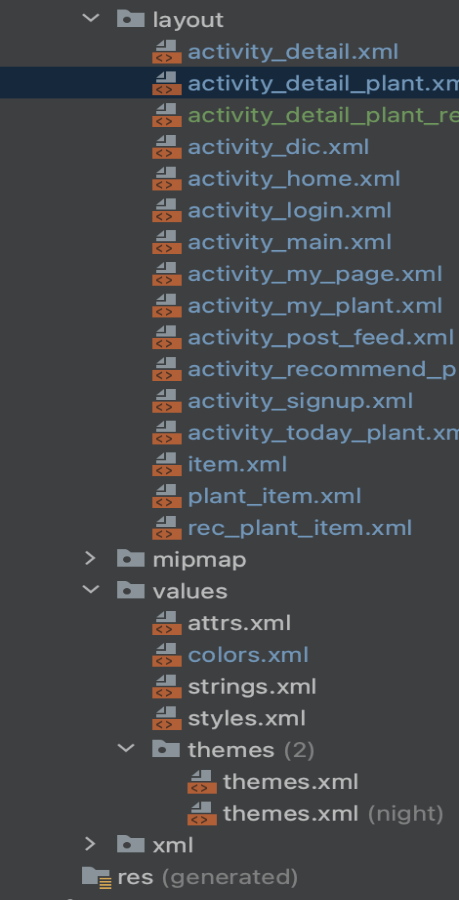 layout
activity_detail.xml
activity_detail_plant.xm
activity_detail_plant_re
activity_dic.xml
activity_home.xml
activity_login.xml
activity_main.xml
activity_my_page.xml
activity_my_plant.xml
activity_post_feed.xml
activity_recommend_p
activity_signup.xml
activity_today_plant.xm
item.xml
plant_item.xml
rec_plant_item.xml
mipmap
values
attrs.xml
colors.xml
strings.xml
styles.xml
themes (2)
themes.xml
themes.xml (night)
xml
res (generated)